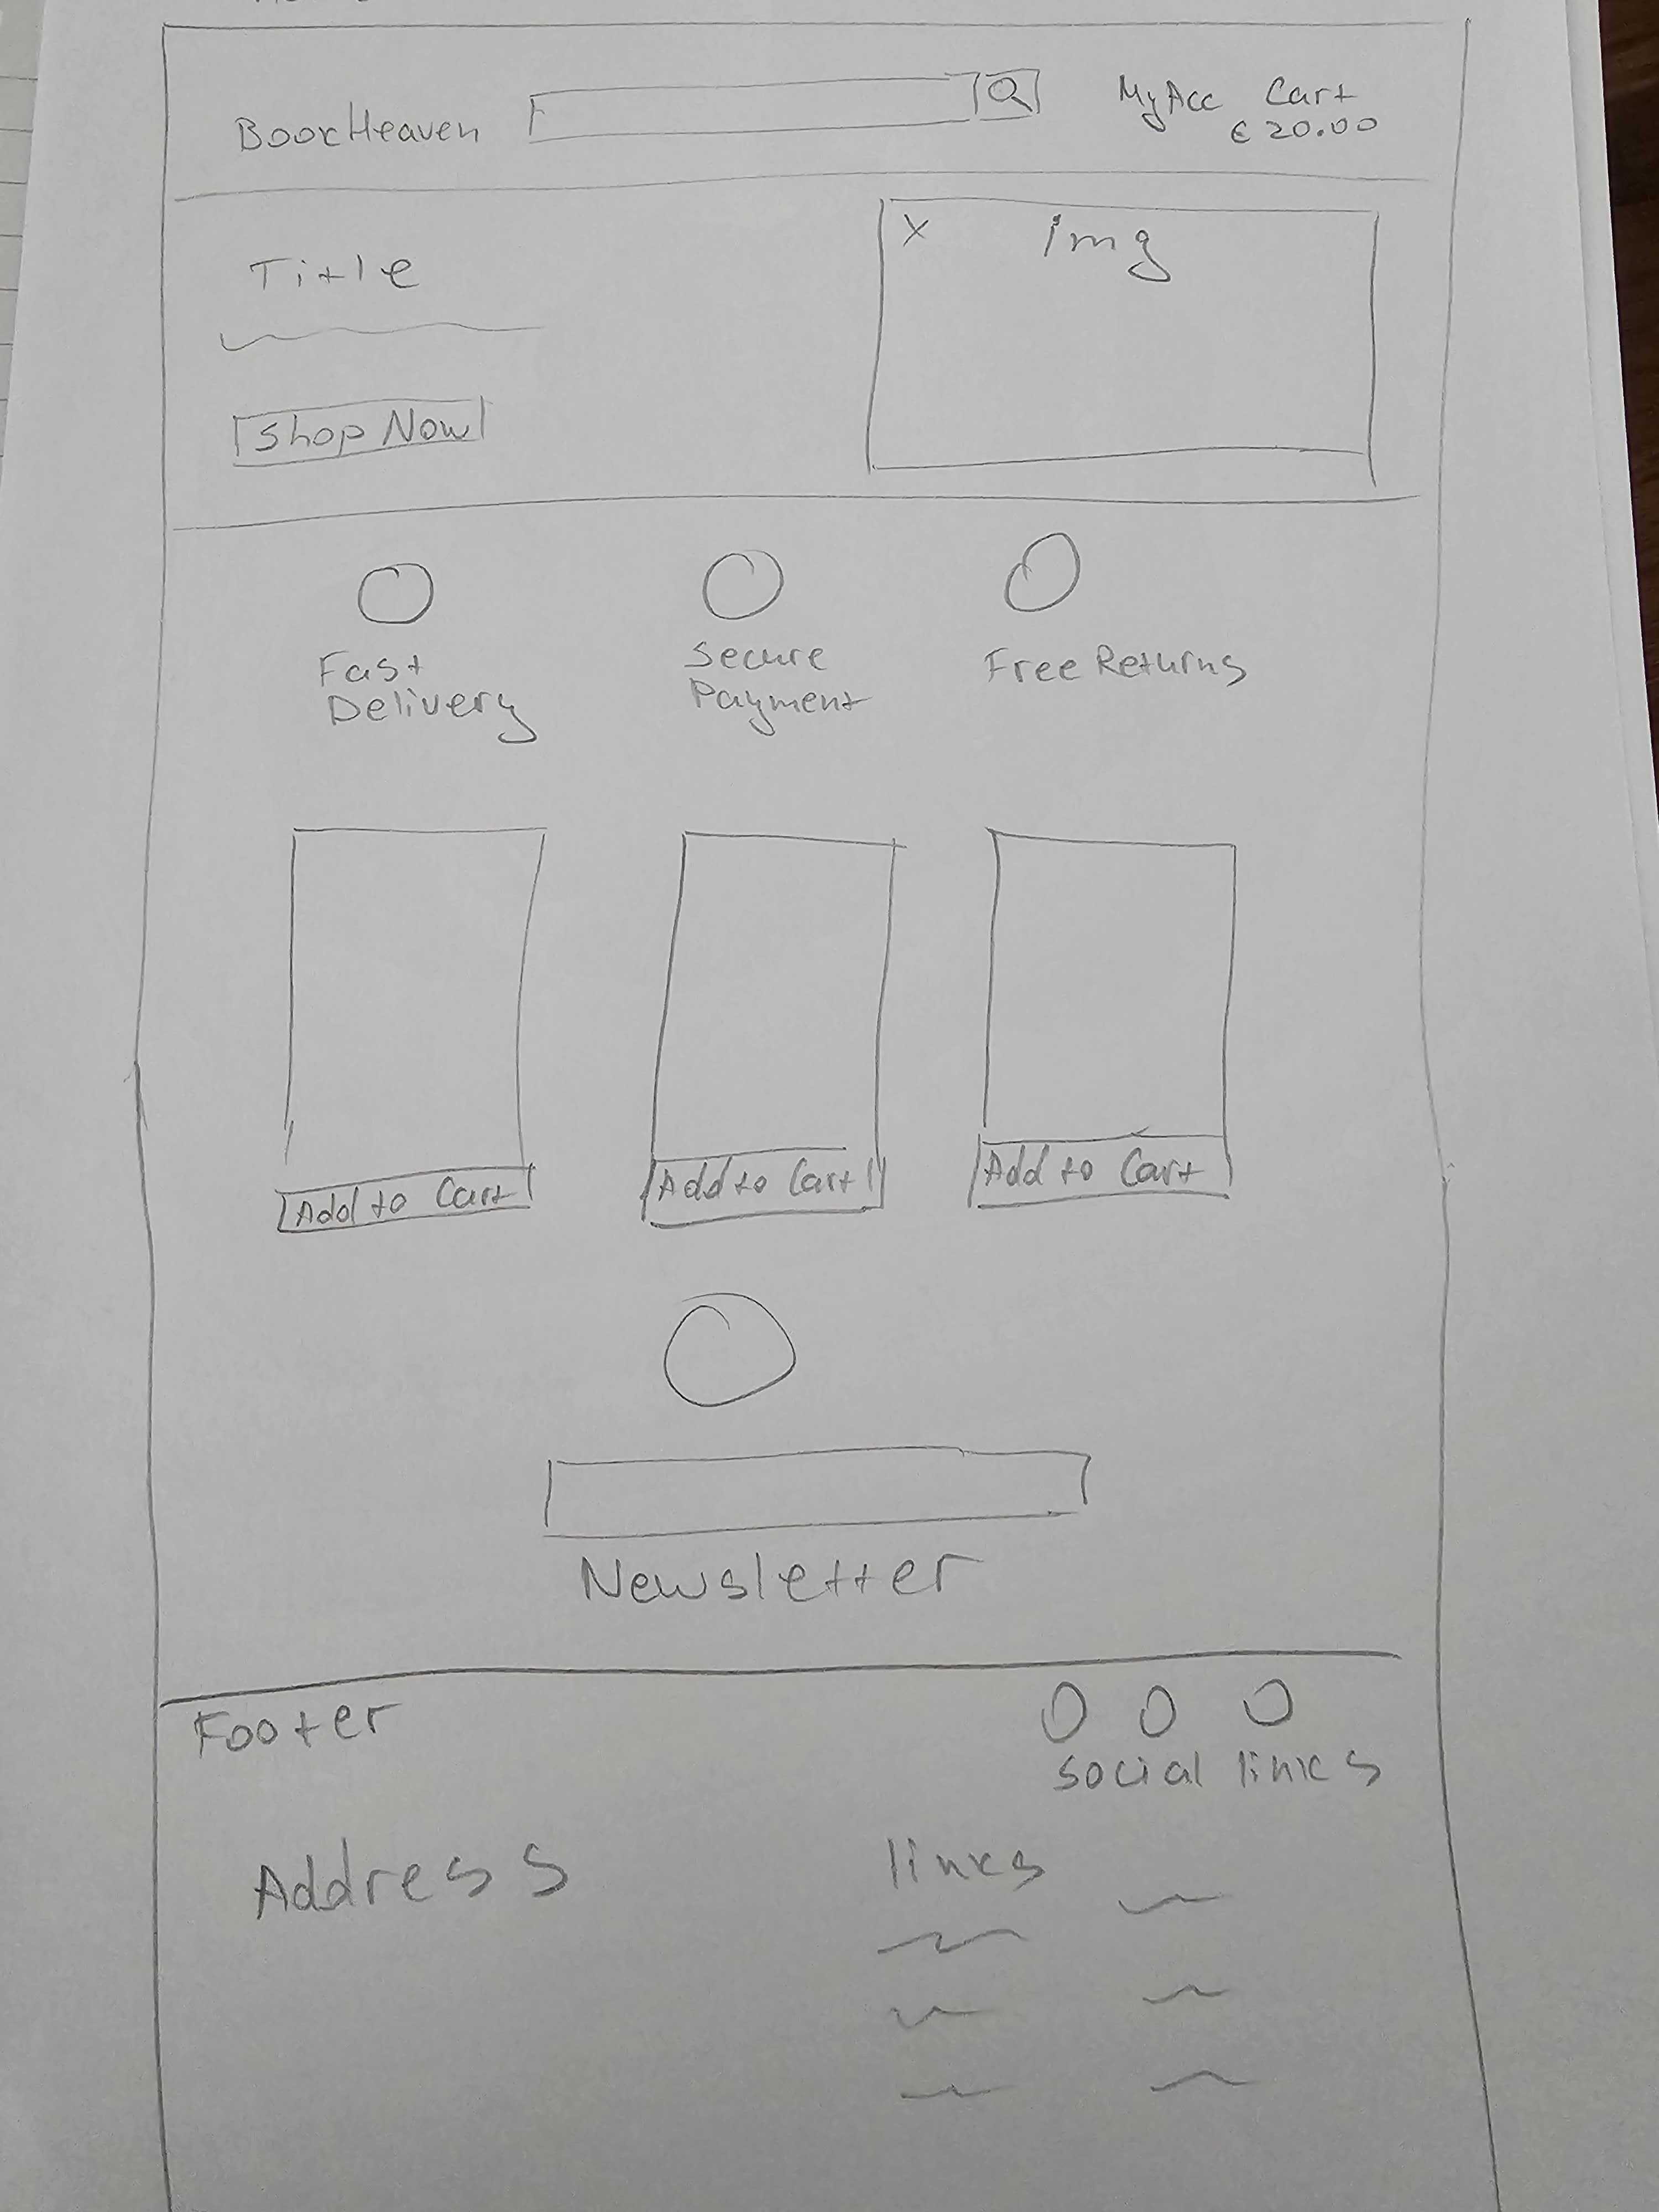 BookHeaven
MyAcc Cart
€ 20.00
Title
img
Shop Now
Fast
Delivery
Secure
Payment
Free Returns
Add to Cart
Add to Cart
Add to Cart
Newsletter
Footer
social links
Address
links